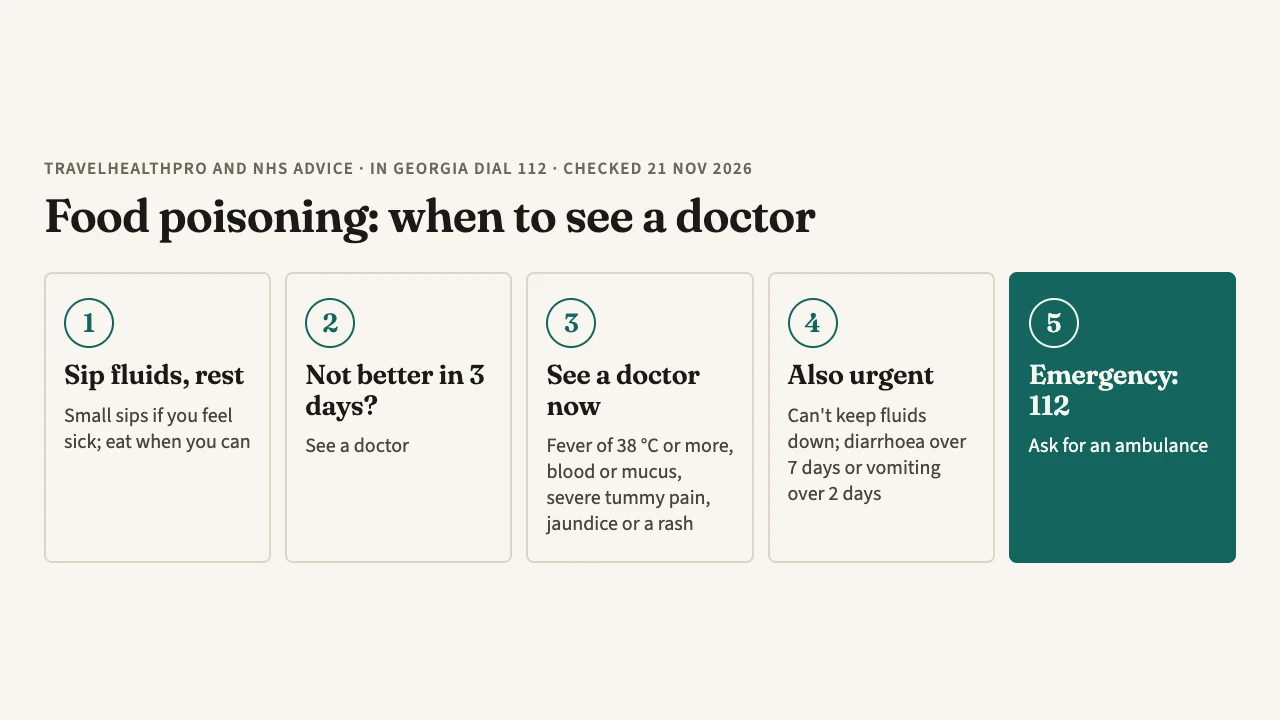 TRAVELHEALTHPRO AND NHS ADVICE · IN GEORGIA DIAL 112 · CHECKED 21 NOV 2026
Food poisoning: when to see a doctor
1
Sip fluids, rest
Small sips if you feel
sick; eat when you can
2
Not better in 3
days?
See a doctor
3
See a doctor
now
Fever of 38 °C or more,
blood or mucus,
severe tummy pain,
jaundice or a rash
4
Also urgent
Can't keep fluids
down; diarrhoea over
7 days or vomiting
over 2 days
5
Emergency:
112
Ask for an ambulance